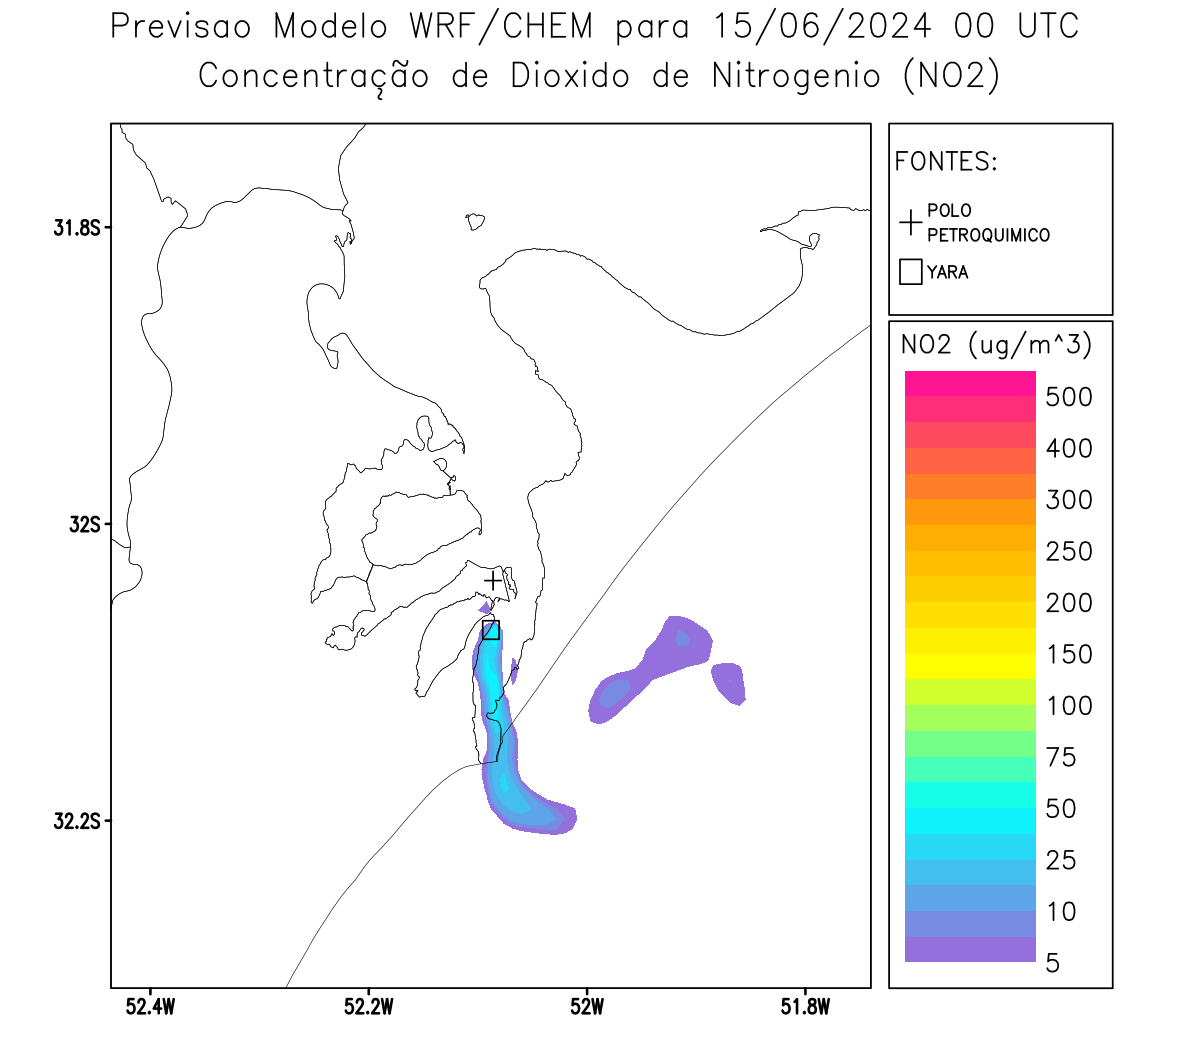 Previsao Modelo WRF/CHEM para 15/06/2024 00 UTC
Concentração de Dioxido de Nitrogenio (NO2)
FONTES:
POLO
PETROQUIMICO
YARA
NO2 (ug/m^3)
500
400
300
250
200
150
100
75
50
25
10
5
31.8S
32S
32.2S
52.4W
52.2W
52W
51.8W